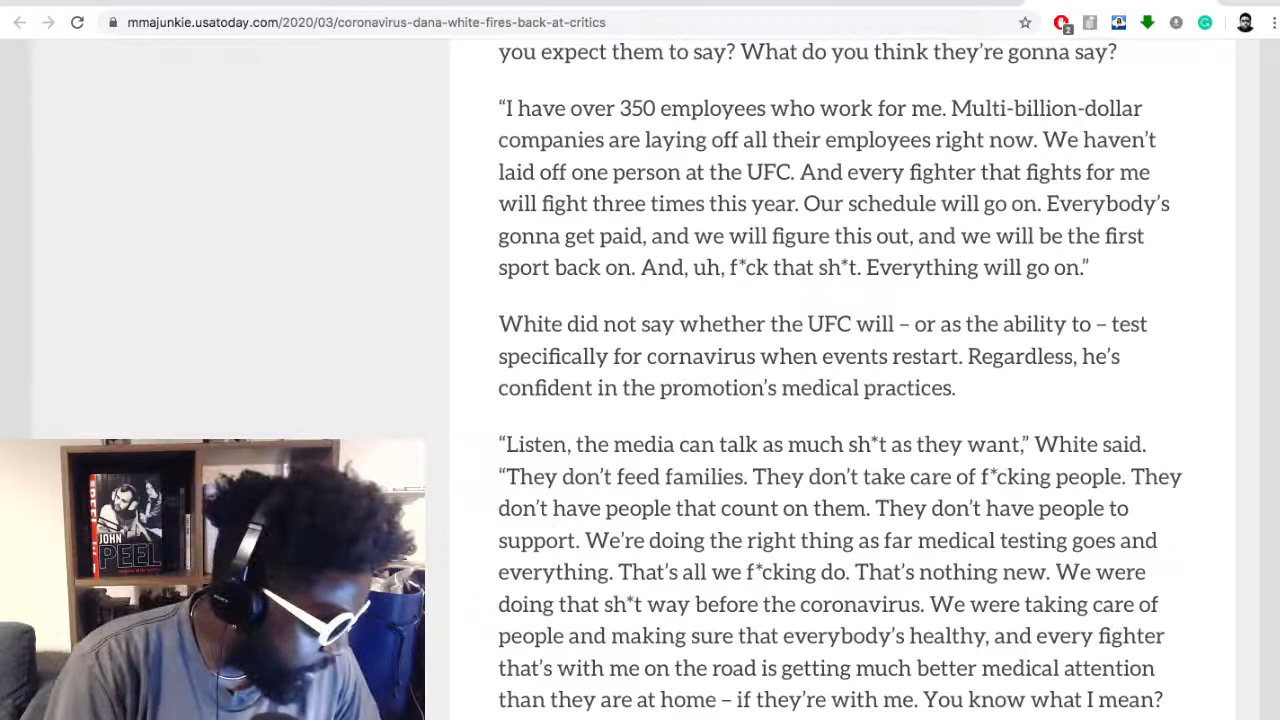 mmajunkie.usatoday.com/2020/03/coronavirus-dana-white-fires-back-at-critics
2
you expect them to say? What do you think they’re gonna say?
“I have over 350 employees who work for me. Multi-billion-dollar
companies are laying off all their employees right now. We haven’t
laid off one person at the UFC. And every fighter that fights for me
will fight three times this year. Our schedule will go on. Everybody’s
gonna get paid, and we will figure this out, and we will be the first
sport back on. And, uh, f*ck that sh*t. Everything will go on.”
White did not say whether the UFC will – or as the ability to – test
specifically for cornavirus when events restart. Regardless, he’s
confident in the promotion’s medical practices.
“Listen, the media can talk as much sh*t as they want,” White said.
“They don’t feed families. They don’t take care of f*cking people. They
don’t have people that count on them. They don’t have people to
support. We’re doing the right thing as far medical testing goes and
everything. That’s all we f*cking do. That’s nothing new. We were
doing that sh*t way before the coronavirus. We were taking care of
people and making sure that everybody’s healthy, and every fighter
that’s with me on the road is getting much better medical attention
than they are at home – if they’re with me. You know what I mean?
JOHN
PEEL